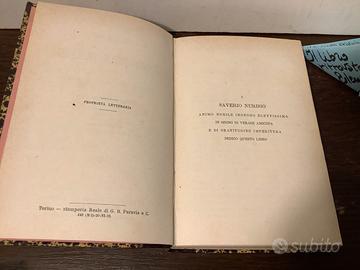 PROPRIETÀ LETTERARIA
Torino — Stamperia Reale di G. B. Paravia e C.
A
SAVERIO
ANIMO NOBILE INGEGNO ELETTISSIMO
IN SEGNO DI VERACE AMICIZIA
E DI GRATITUDINE IMPERITURA
DEDICO QUESTO LIBRO
subito